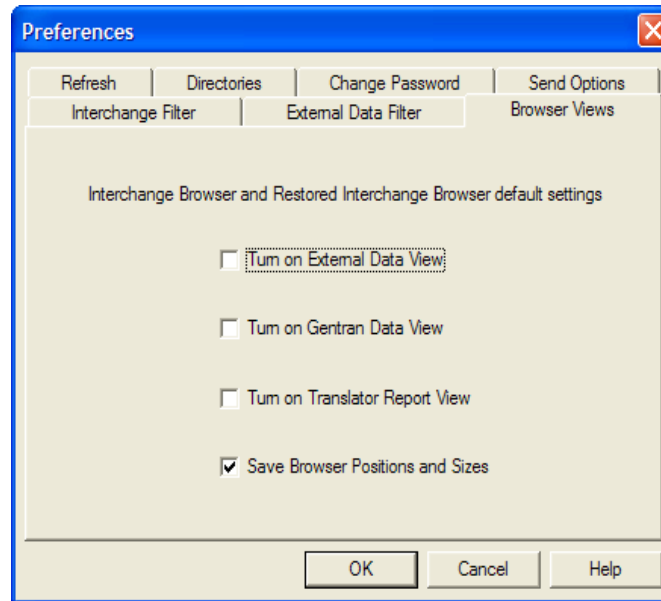 Preferences
Refresh Directories Change Password Send Options
Interchange Filter External Data Filter Browser Views
Interchange Browser and Restored Interchange Browser default settings
Turn on External Data View
Turn on Gentran Data View
Turn on Translator Report View
Save Browser Positions and Sizes
OK Cancel Help